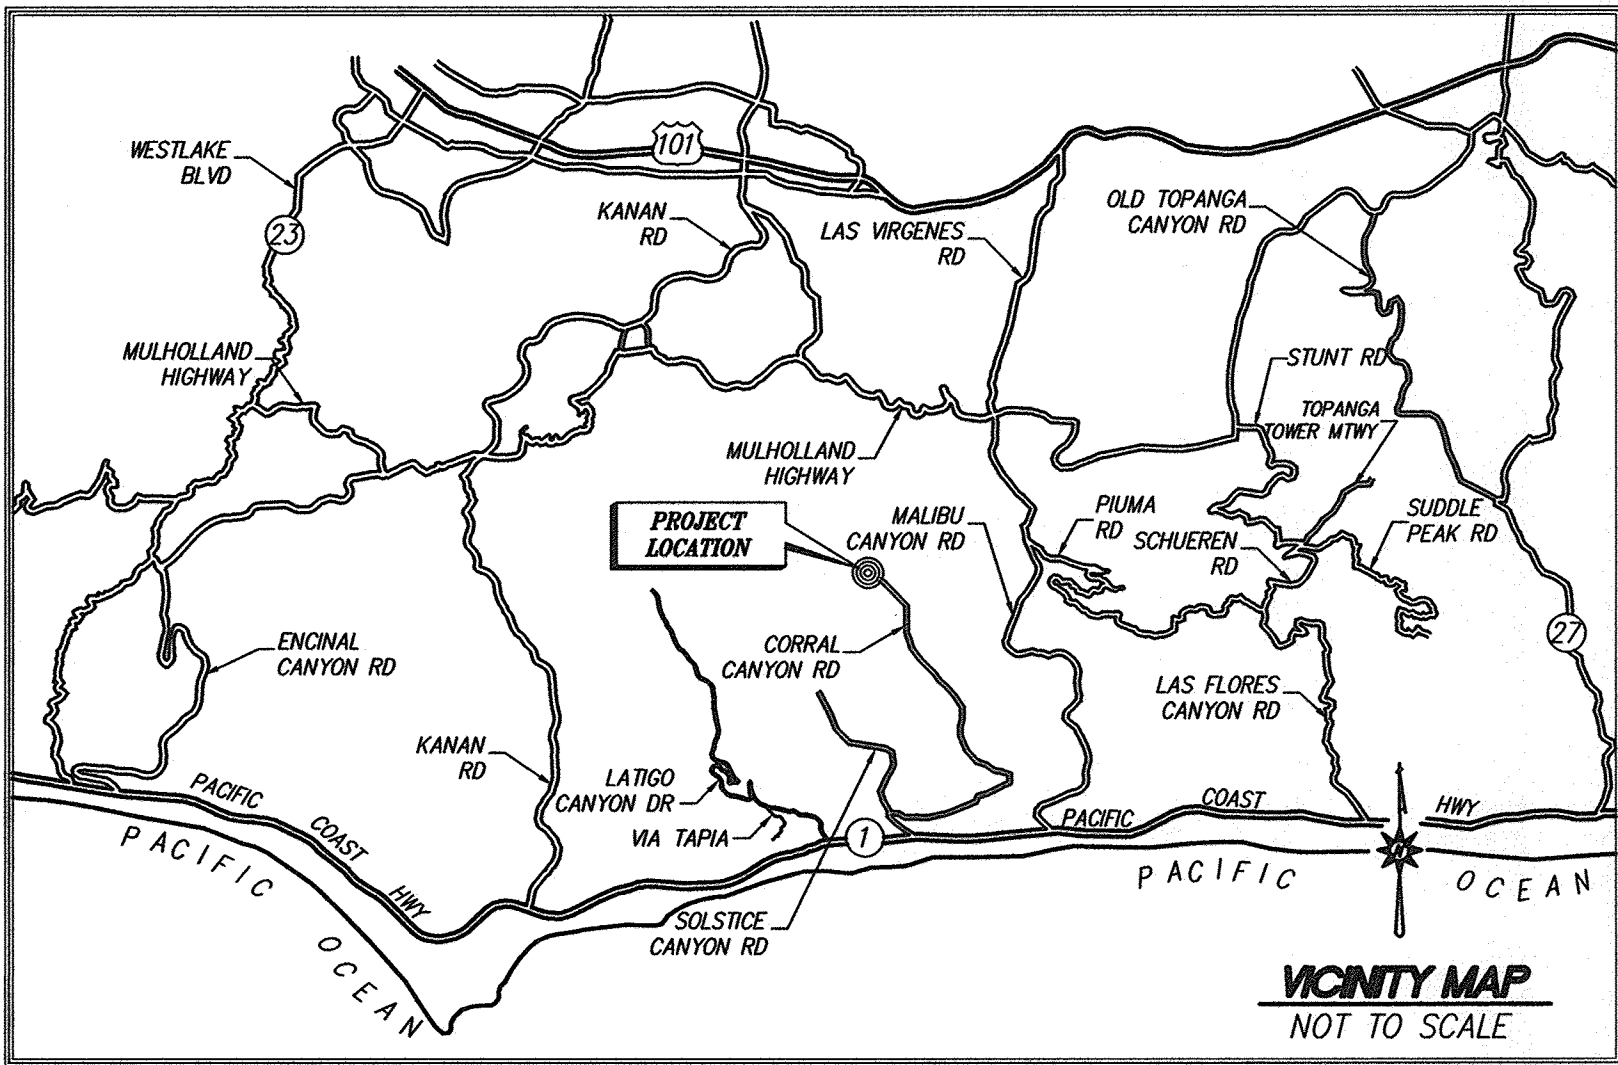 101
WESTLAKE
BLVD
23
KANAN
RD
LAS VIRGENES
RD
OLD TOPANGA
CANYON RD
MULHOLLAND
HIGHWAY
STUNT RD
TOPANGA
TOWER MTWY
MULHOLLAND
HIGHWAY
PROJECT
LOCATION
MALIBU
CANYON RD
PIUMA
RD
SCHUEREN
RD
SUDDLE
PEAK RD
27
ENCINAL
CANYON RD
CORRAL
CANYON RD
LAS FLORES
CANYON RD
KANAN
RD
LATIGO
CANYON DR
VIA TAPIA
1
PACIFIC COAST HWY
PACIFIC COAST HWY
PACIFIC OCEAN
PACIFIC OCEAN
SOLSTICE
CANYON RD
N
VICINITY MAP
NOT TO SCALE